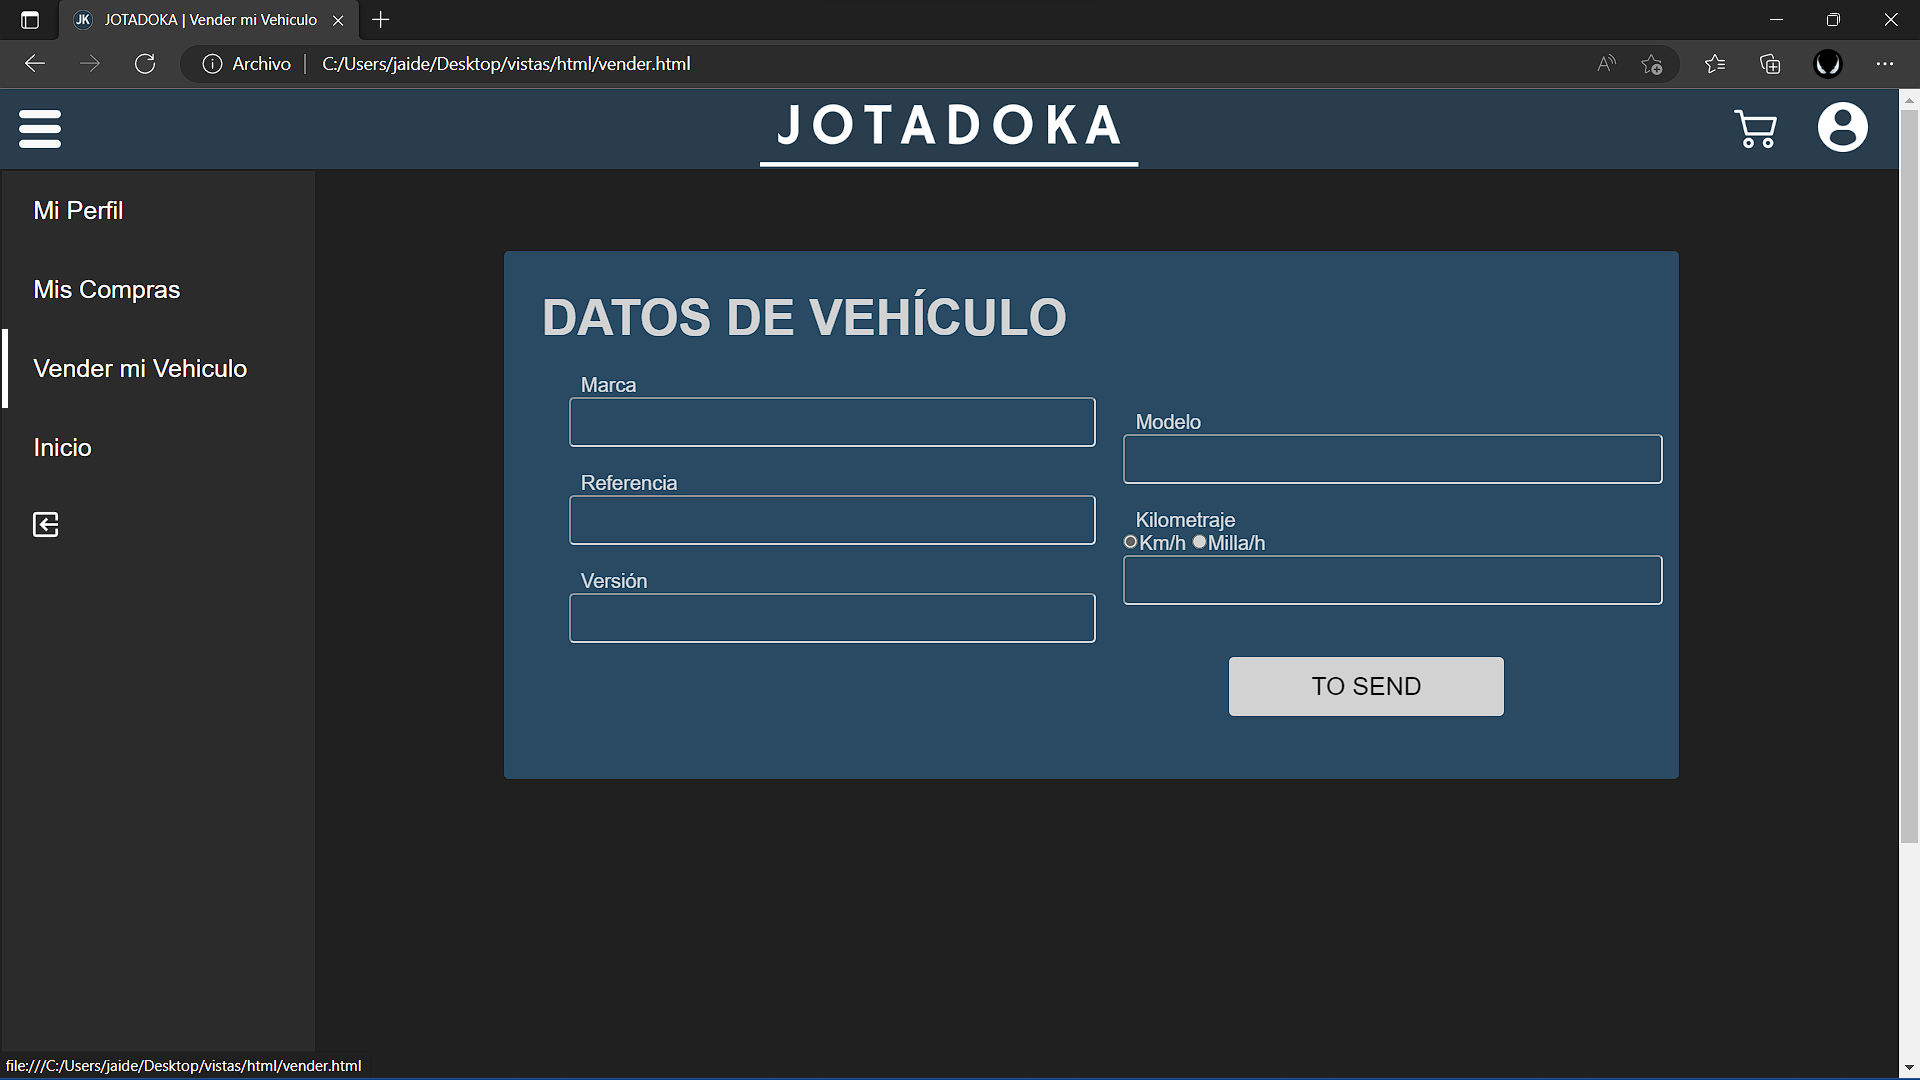 JK JOTADOKA | Vender mi Vehiculo
Archivo C:/Users/jaide/Desktop/vistas/html/vender.html
JOTADOKA
Mi Perfil
Mis Compras
Vender mi Vehiculo
Inicio
DATOS DE VEHÍCULO
Marca
Referencia
Versión
Modelo
Kilometraje
Km/h Milla/h
TO SEND
file:///C:/Users/jaide/Desktop/vistas/html/vender.html